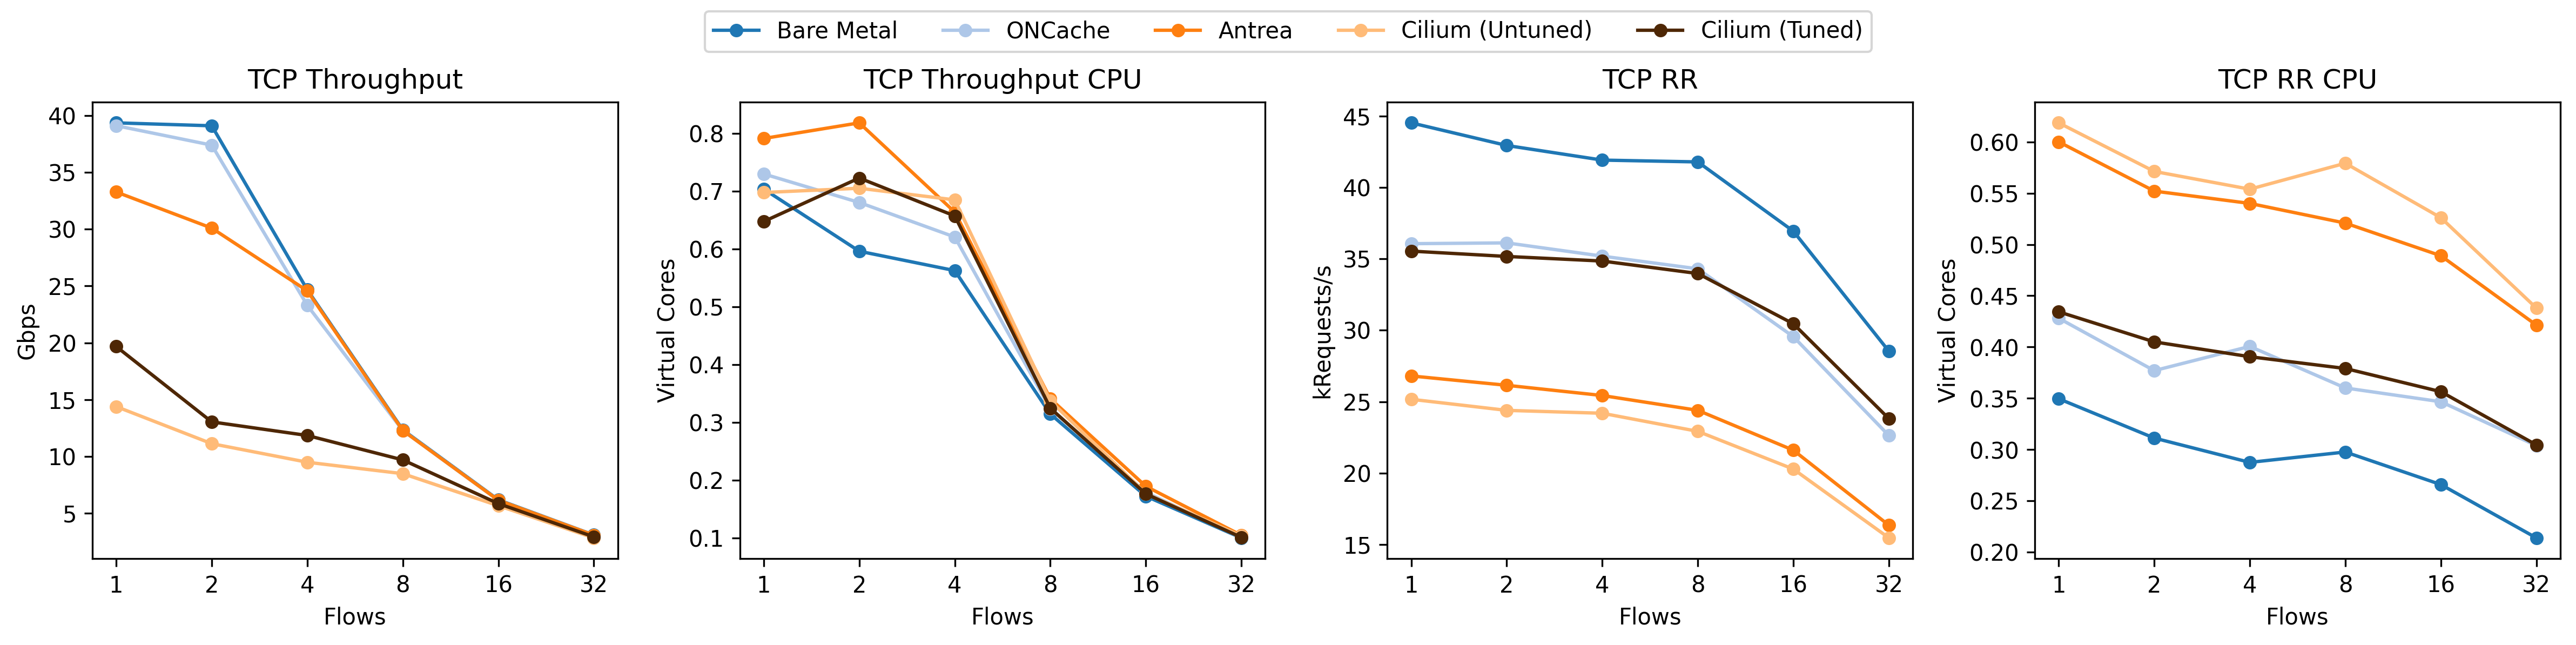 Bare Metal ONCache Antrea Cilium (Untuned) Cilium (Tuned)
TCP Throughput
40
35
30
25
20
15
10
5
Gbps
1 2 4 8 16 32
Flows
TCP Throughput CPU
0.8
0.7
0.6
0.5
0.4
0.3
0.2
0.1
Virtual Cores
1 2 4 8 16 32
Flows
TCP RR
45
40
35
30
25
20
15
kRequests/s
1 2 4 8 16 32
Flows
TCP RR CPU
0.60
0.55
0.50
0.45
0.40
0.35
0.30
0.25
0.20
Virtual Cores
1 2 4 8 16 32
Flows